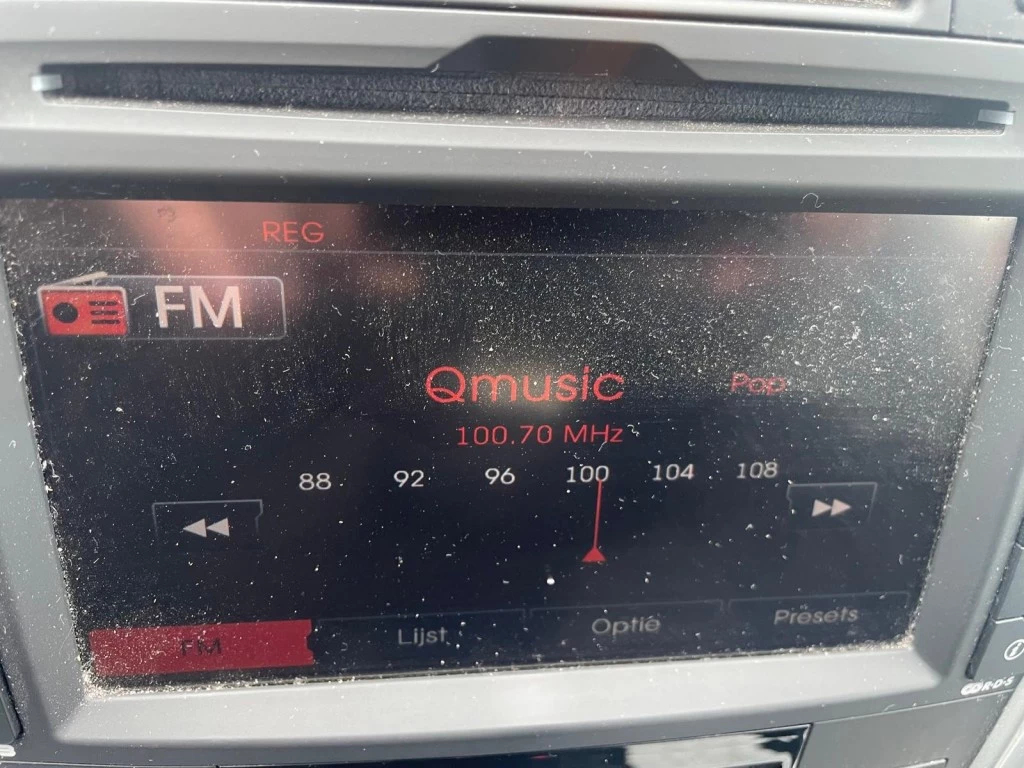 REG
FM
Qmusic Pop
100.70 MHz
88 92 96 100 104 108
FM Lijst Optie Presets
R·D·S